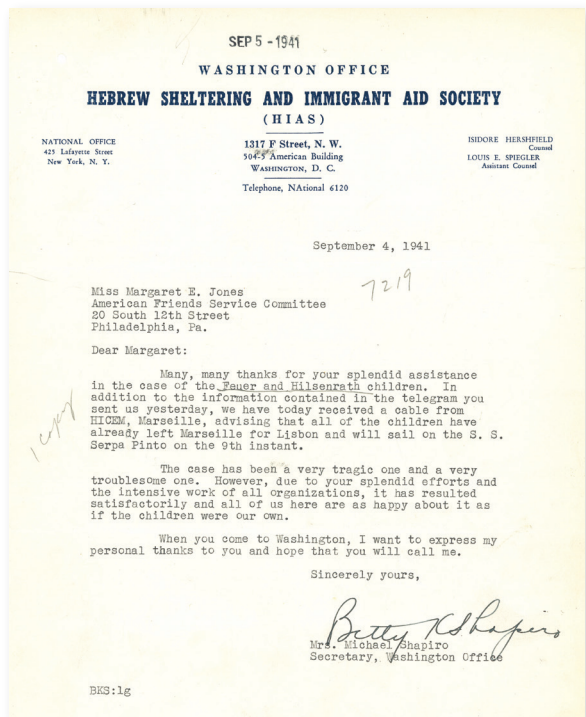 SEP 5 - 1941
WASHINGTON OFFICE
HEBREW SHELTERING AND IMMIGRANT AID SOCIETY
(HIAS)
NATIONAL OFFICE
425 Lafayette Street
New York, N. Y.
1317 F Street, N. W.
504-5 American Building
WASHINGTON, D. C.
Telephone, NAtional 6120
ISIDORE HERSHFIELD
Counsel
LOUIS E. SPIEGLER
Assistant Counsel
September 4, 1941
7219
Miss Margaret E. Jones
American Friends Service Committee
20 South 12th Street
Philadelphia, Pa.
Dear Margaret:
Many, many thanks for your splendid assistance
in the case of the Fauer and Hilsenrath children. In
addition to the information contained in the telegram you
sent us yesterday, we have today received a cable from
HICEM, Marseille, advising that all of the children have
already left Marseille for Lisbon and will sail on the S. S.
Serpa Pinto on the 9th instant.
1 copy
The case has been a very tragic one and a very
troublesome one. However, due to your splendid efforts and
the intensive work of all organizations, it has resulted
satisfactorily and all of us here are as happy about it as
if the children were our own.
When you come to Washington, I want to express my
personal thanks to you and hope that you will call me.
Sincerely yours,
Betty K Shapiro
Mrs. Michael Shapiro
Secretary, Washington Office
BKS:lg